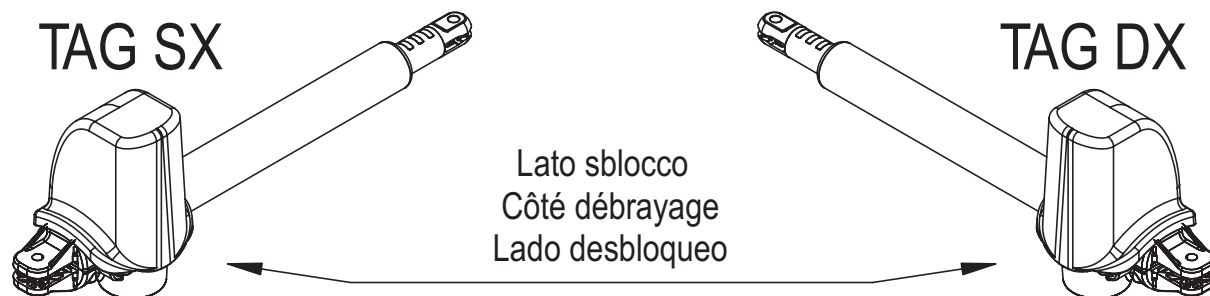 TAG SX
TAG DX
Lato sblocco
Côté débrayage
Lado desbloqueo